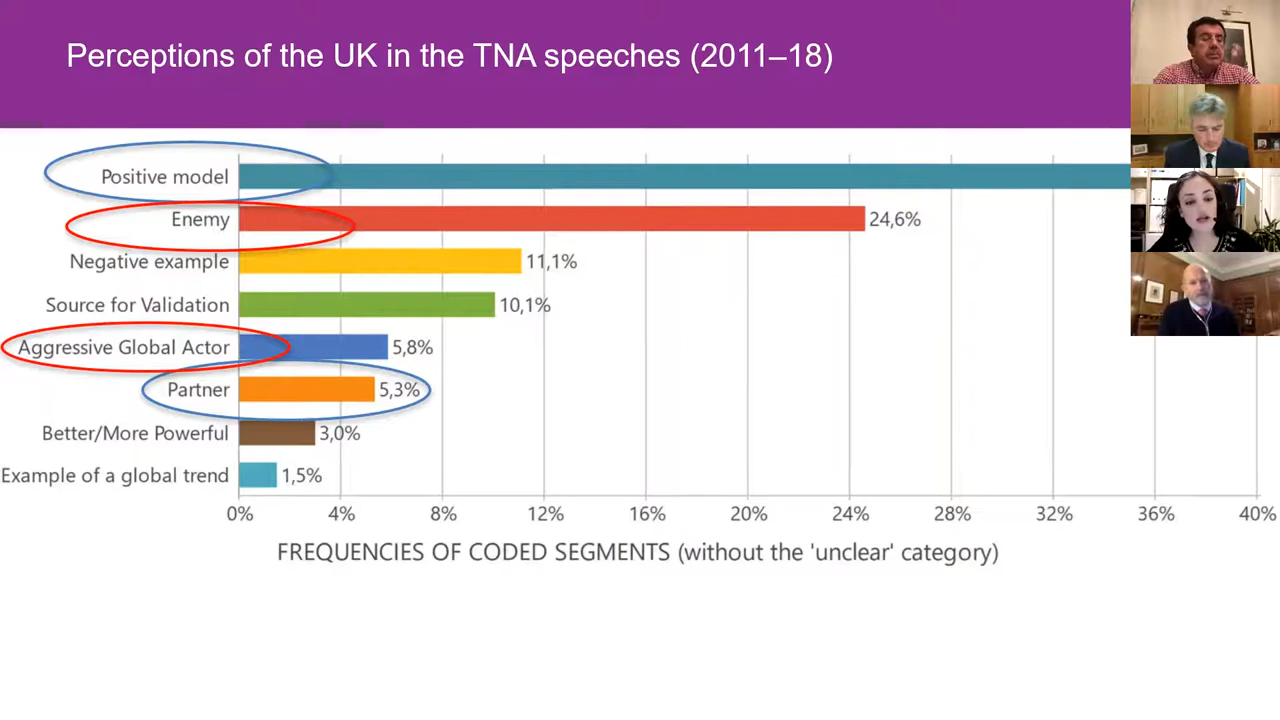 Perceptions of the UK in the TNA speeches (2011–18)
Positive model
Enemy
24,6%
Negative example
11,1%
Source for Validation
10,1%
Aggressive Global Actor
5,8%
Partner
5,3%
Better/More Powerful
3,0%
Example of a global trend
1,5%
0% 4% 8% 12% 16% 20% 24% 28% 32% 36% 40%
FREQUENCIES OF CODED SEGMENTS (without the 'unclear' category)